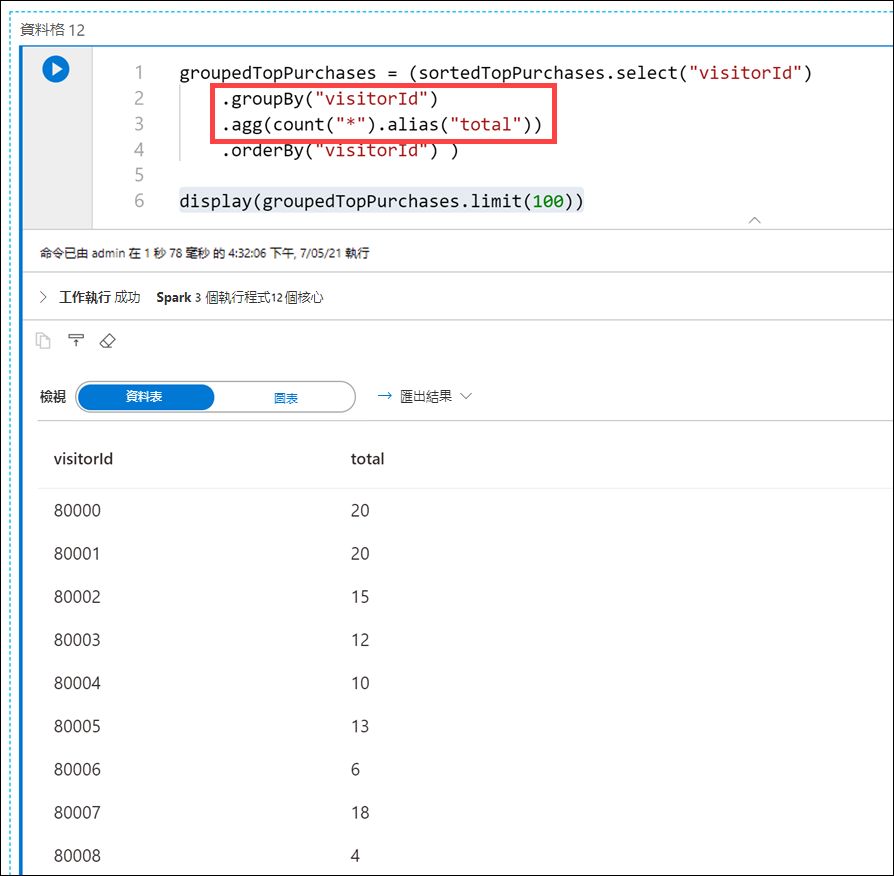 資料格 12
1 groupedTopPurchases = (sortedTopPurchases.select("visitorId")
2 .groupBy("visitorId")
3 .agg(count("*").alias("total"))
4 .orderBy("visitorId") )
5
6 display(groupedTopPurchases.limit(100))
命令已由 admin 在 1 秒 78 毫秒 的 4:32:06 下午, 7/05/21 執行
工作執行 成功 Spark 3 個執行程式12個核心
檢視 資料表 圖表 匯出結果
visitorId total
80000 20
80001 20
80002 15
80003 12
80004 10
80005 13
80006 6
80007 18
80008 4